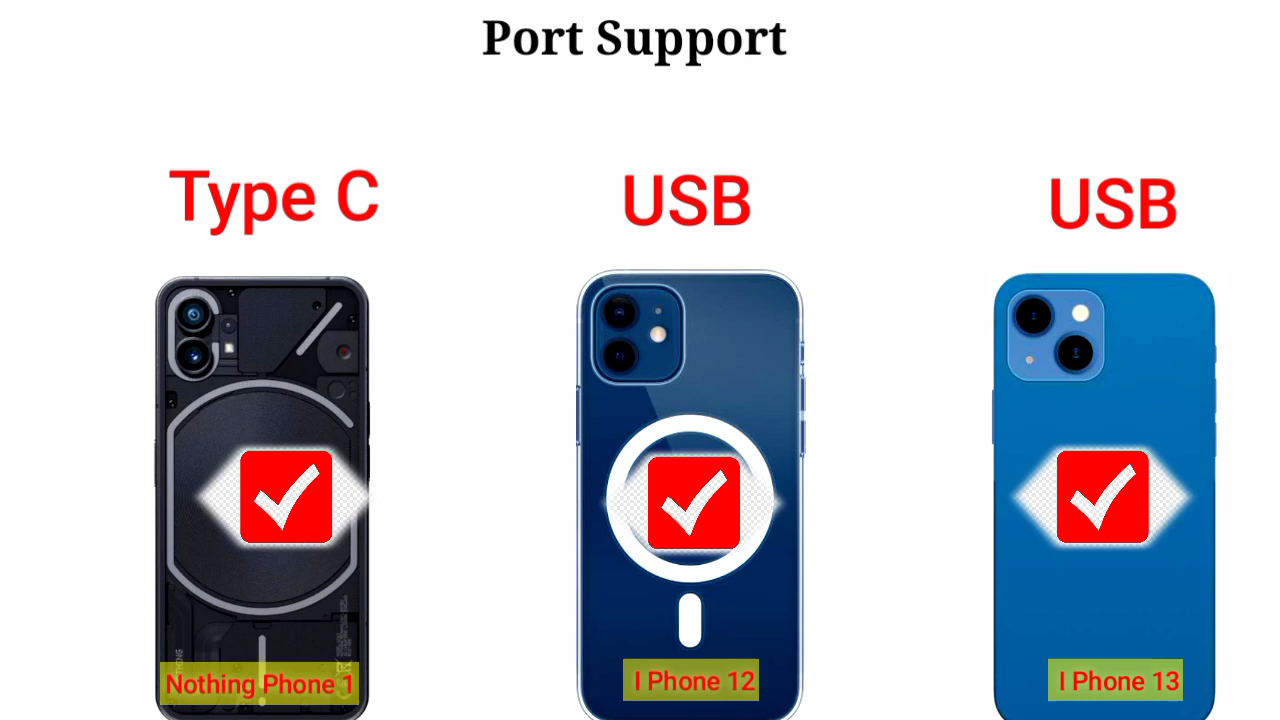 Port Support
Type C
USB
USB
Nothing Phone 1
I Phone 12
I Phone 13